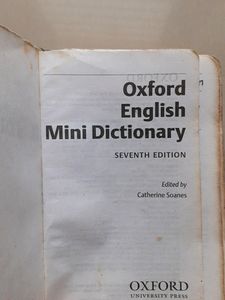 Oxford
English
Mini Dictionary
SEVENTH EDITION
Edited by
Catherine Soanes
OXFORD
UNIVERSITY PRESS